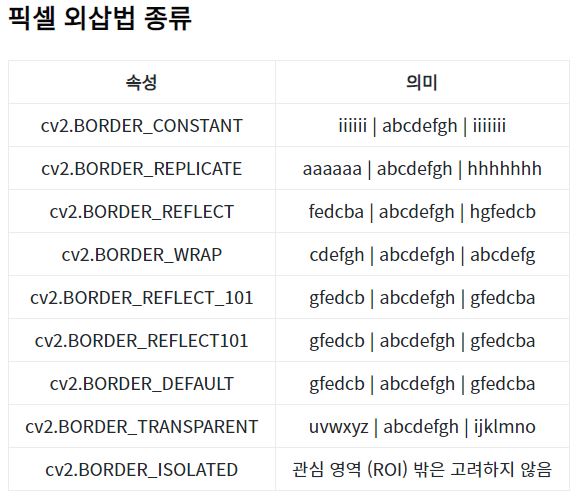 픽셀 외삽법 종류
속성 의미
cv2.BORDER_CONSTANT iiiiii | abcdefgh | iiiiiii
cv2.BORDER_REPLICATE aaaaaa | abcdefgh | hhhhhhh
cv2.BORDER_REFLECT fedcba | abcdefgh | hgfedcb
cv2.BORDER_WRAP cdefgh | abcdefgh | abcdefg
cv2.BORDER_REFLECT_101 gfedcb | abcdefgh | gfedcba
cv2.BORDER_REFLECT101 gfedcb | abcdefgh | gfedcba
cv2.BORDER_DEFAULT gfedcb | abcdefgh | gfedcba
cv2.BORDER_TRANSPARENT uvwxyz | abcdefgh | ijklmno
cv2.BORDER_ISOLATED 관심 영역 (ROI) 밖은 고려하지 않음